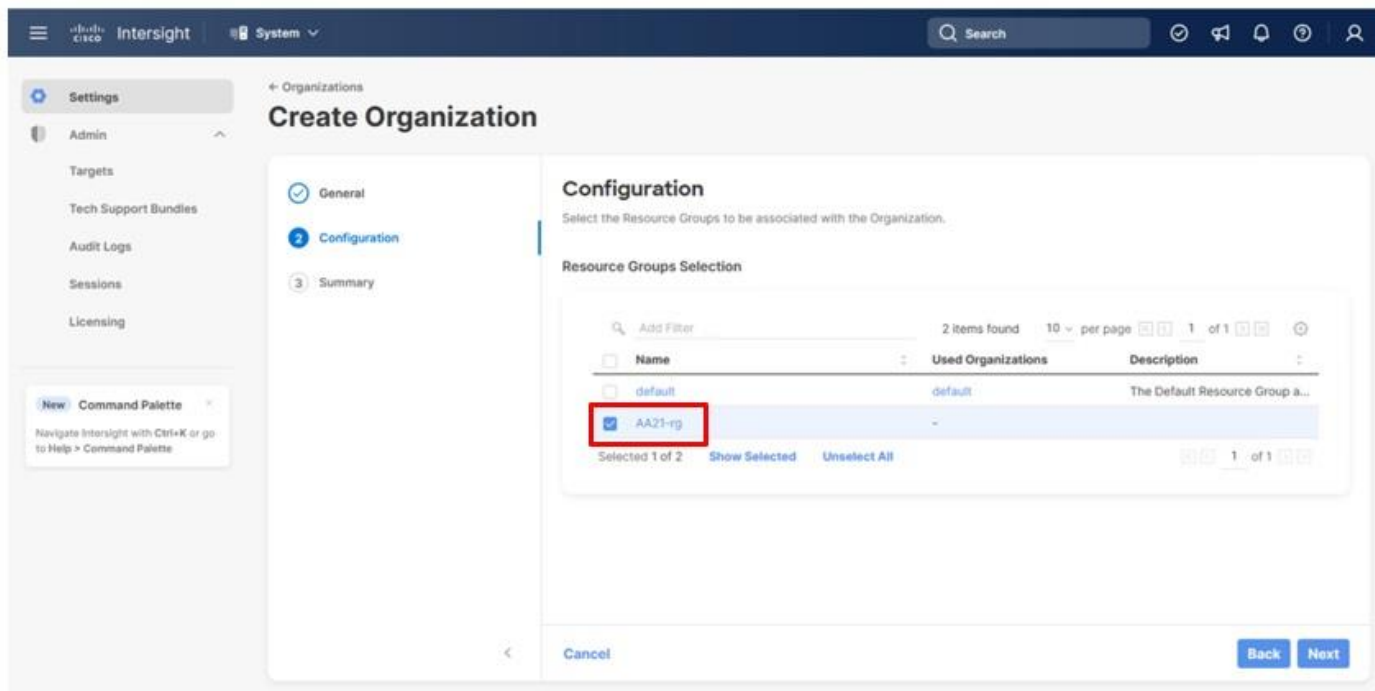 cisco Intersight System Search
Settings
Admin
Targets
Tech Support Bundles
Audit Logs
Sessions
Licensing
New Command Palette
Navigate Intersight with Ctrl+K or go
to Help > Command Palette
← Organizations
Create Organization
General
2 Configuration
3 Summary
Configuration
Select the Resource Groups to be associated with the Organization.
Resource Groups Selection
Add Filter 2 items found 10 per page 1 of 1
Name Used Organizations Description
default default The Default Resource Group a...
AA21-rg -
Selected 1 of 2 Show Selected Unselect All 1 of 1
Cancel Back Next